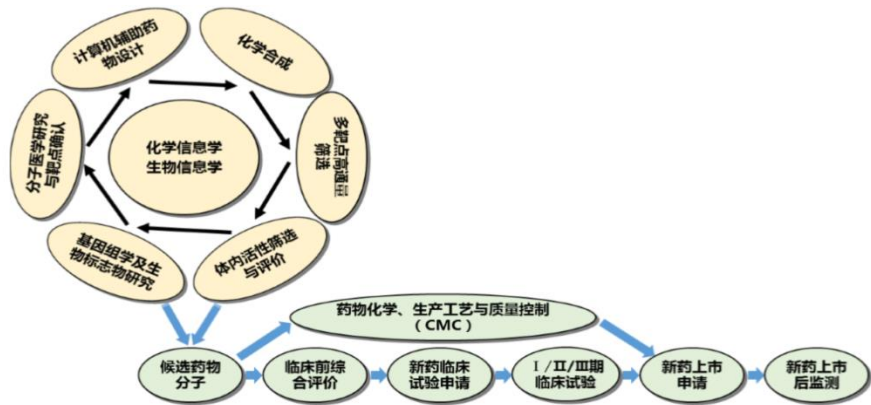 计算机辅助药
物设计
化学合成
分子医学研究
与靶点确认
化学信息学
生物信息学
多靶点高通量
筛选
基因组学及生
物标志物研究
体内活性筛选
与评价
药物化学、生产工艺与质量控制
（CMC）
候选药物
分子
临床前综
合评价
新药临床
试验申请
Ⅰ/Ⅱ/Ⅲ期
临床试验
新药上市
申请
新药上市
后监测